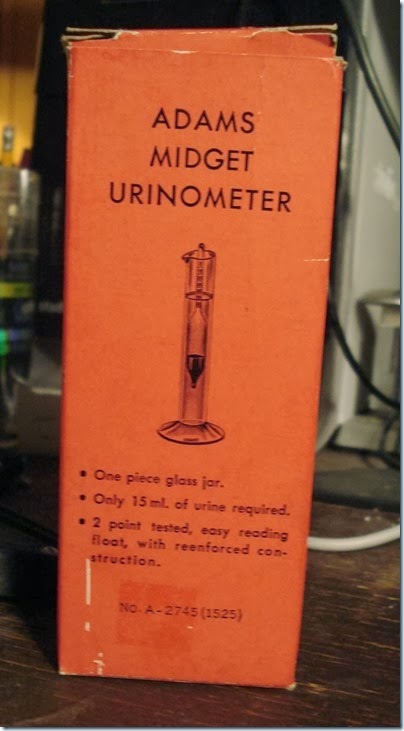 ADAMS
MIDGET
URINOMETER
• One piece glass jar.
• Only 15 ml. of urine required.
• 2 point tested, easy reading
float, with reenforced con-
struction.
No. A-2745 (1525)